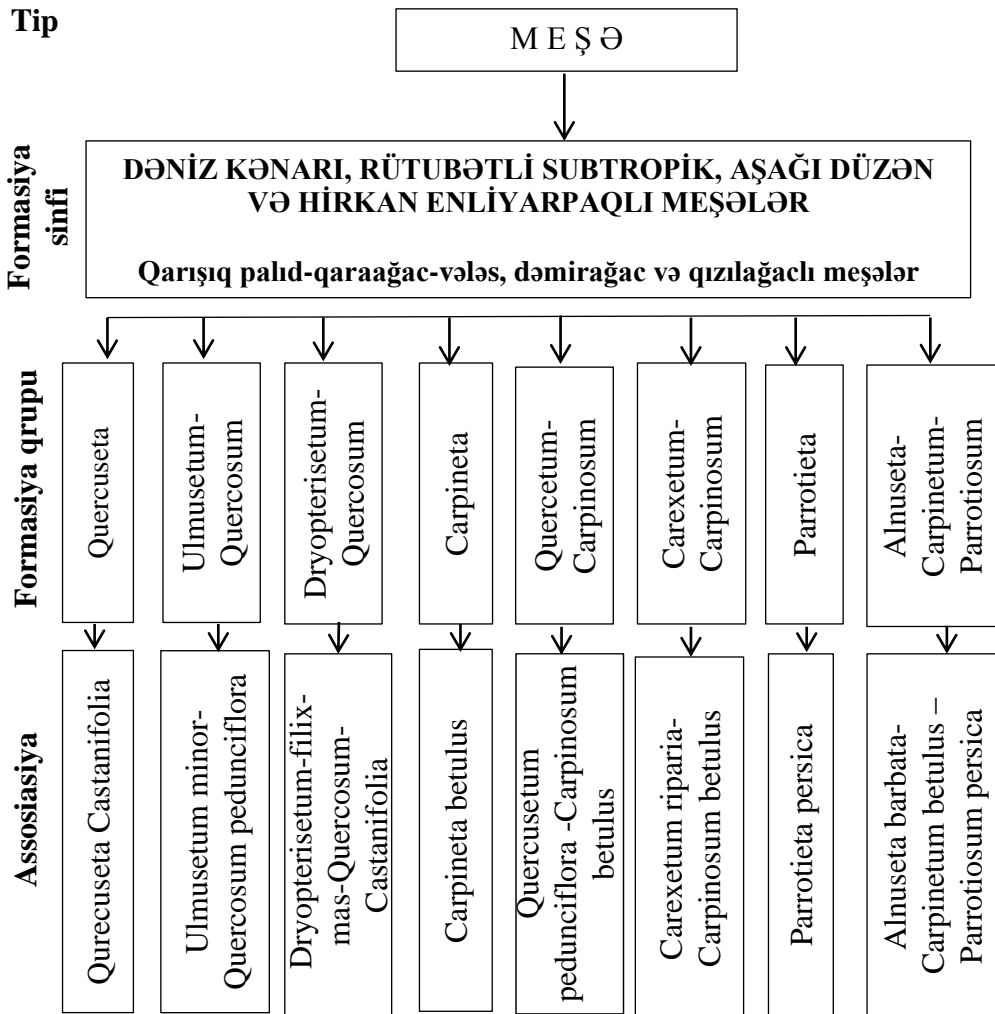 Tip
M E Ş Ə
Formasiya
sinfi
DƏNİZ KƏNARI, RÜTUBƏTLİ SUBTROPİK, AŞAĞI DÜZƏN
VƏ HİRKAN ENLİYARPAQLI MEŞƏLƏR
Qarışıq palıd-qaraağac-vələs, dəmirağac və qızılağaclı meşələr
Formasiya qrupu
Quercuseta
Ulmusetum-
Quercosum
Dryopterisetum-
Quercosum
Carpineta
Quercetum-
Carpinosum
Carexetum-
Carpinosum
Parrotieta
Alnuseta-
Carpinetum-
Parrotiosum
Assosiasiya
Qurecuseta Castanifolia
Ulmusetum minor-
Quercosum pedunciflora
Dryopterisetum-filix-
mas-Quercosum-
Castanifolia
Carpineta betulus
Quercusetum
pedunciflora -Carpinosum
betulus
Carexetum riparia-
Carpinosum betulus
Parrotieta persica
Alnuseta barbata-
Carpinetum betulus –
Parrotiosum persica